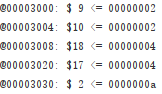 @00003000: $ 9 <= 00000002
@00003004: $10 <= 00000002
@00003008: $18 <= 00000004
@00003020: $17 <= 00000004
@00003030: $ 2 <= 0000000a